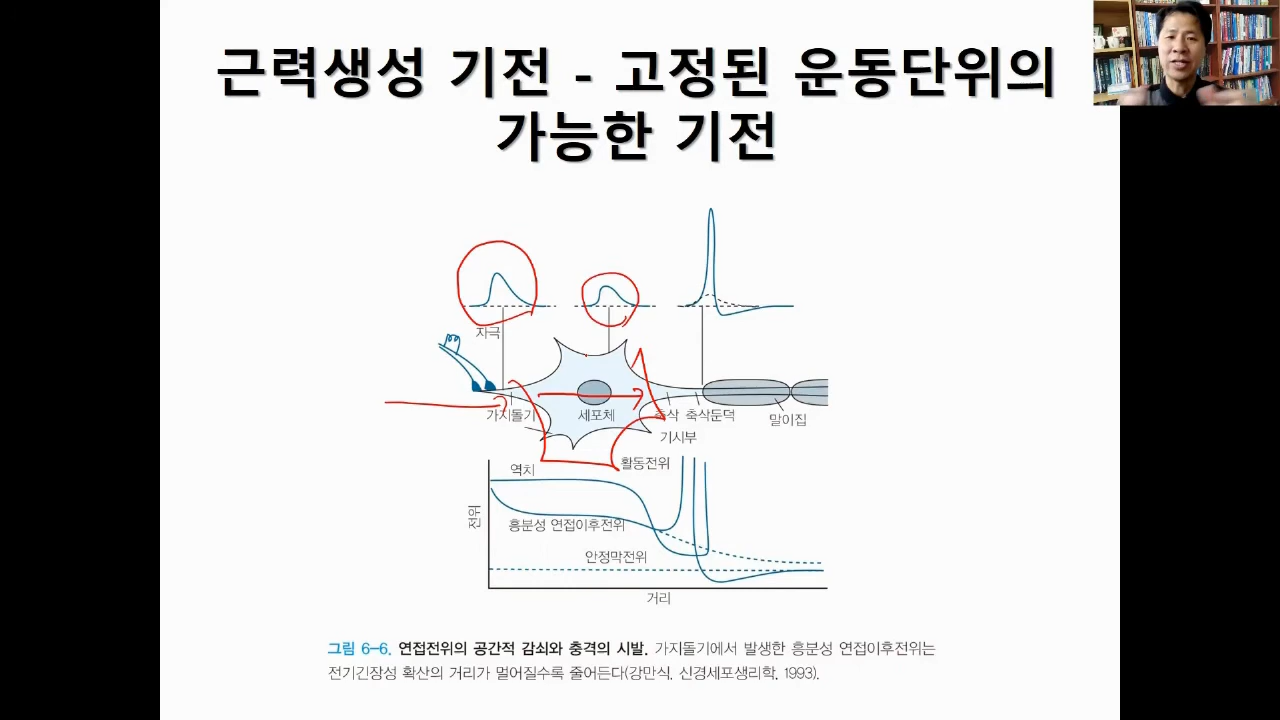 근력생성 기전 - 고정된 운동단위의
가능한 기전
자극
가지돌기
세포체
축삭
축삭둔덕
기시부
말이집
활동전위
역치
전위
흥분성 연접이후전위
안정막전위
거리
그림 6-6. 연접전위의 공간적 감쇠와 충격의 시발. 가지돌기에서 발생한 흥분성 연접이후전위는
전기긴장성 확산의 거리가 멀어질수록 줄어든다(강만식, 신경세포생리학, 1993).